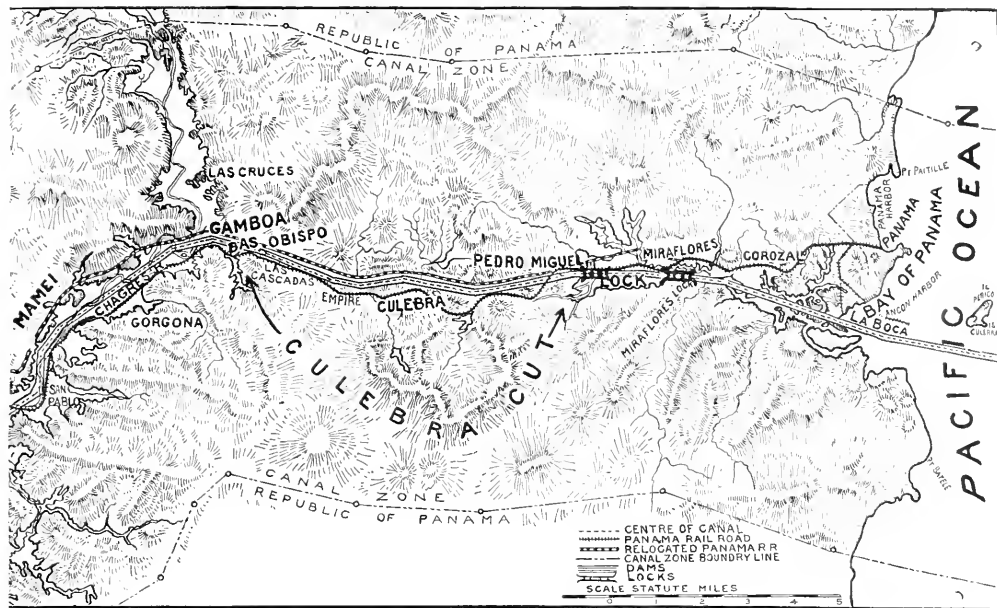 REPUBLIC OF PANAMA
CANAL ZONE
LAS CRUCES
GAMBOA
BAS OBISPO
MAMEI
CHAGRES
GORGONA
SAN PABLO
LAS CASCADAS
EMPIRE
CULEBRA
PEDRO MIGUEL
LOCK
MIRAFLORES
MIRAFLORES LOCK
COROZAL
CULEBRA CUT
PANAMA HARBOR
PANAMA
PT PAITILLE
BAY OF PANAMA
ANCON HARBOR
LA BOCA
PACIFIC OCEAN
CANAL ZONE
REPUBLIC OF PANAMA
CENTRE OF CANAL
PANAMA RAIL ROAD
RELOCATED PANAMA R R
CANAL ZONE BOUNDRY LINE
DAMS
LOCKS
SCALE STATUTE MILES
0 1 2 3 4 5